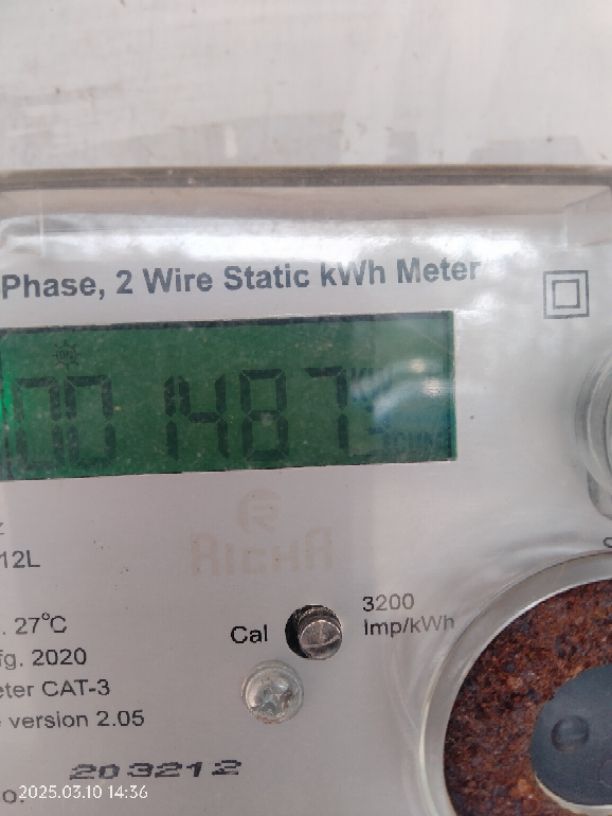 Phase, 2 Wire Static kWh Meter
001487
RICHA
12L
. 27°C
fg. 2020
eter CAT-3
e version 2.05
Cal
3200
Imp/kWh
203212
o.
2025.03.10 14:36